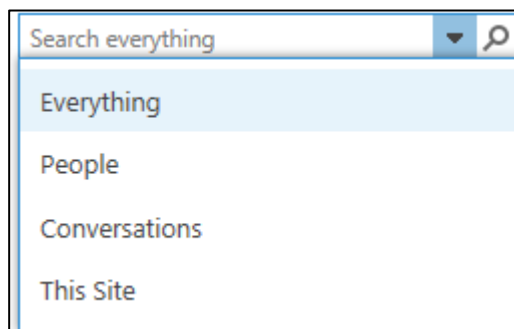 Search everything
Everything
People
Conversations
This Site